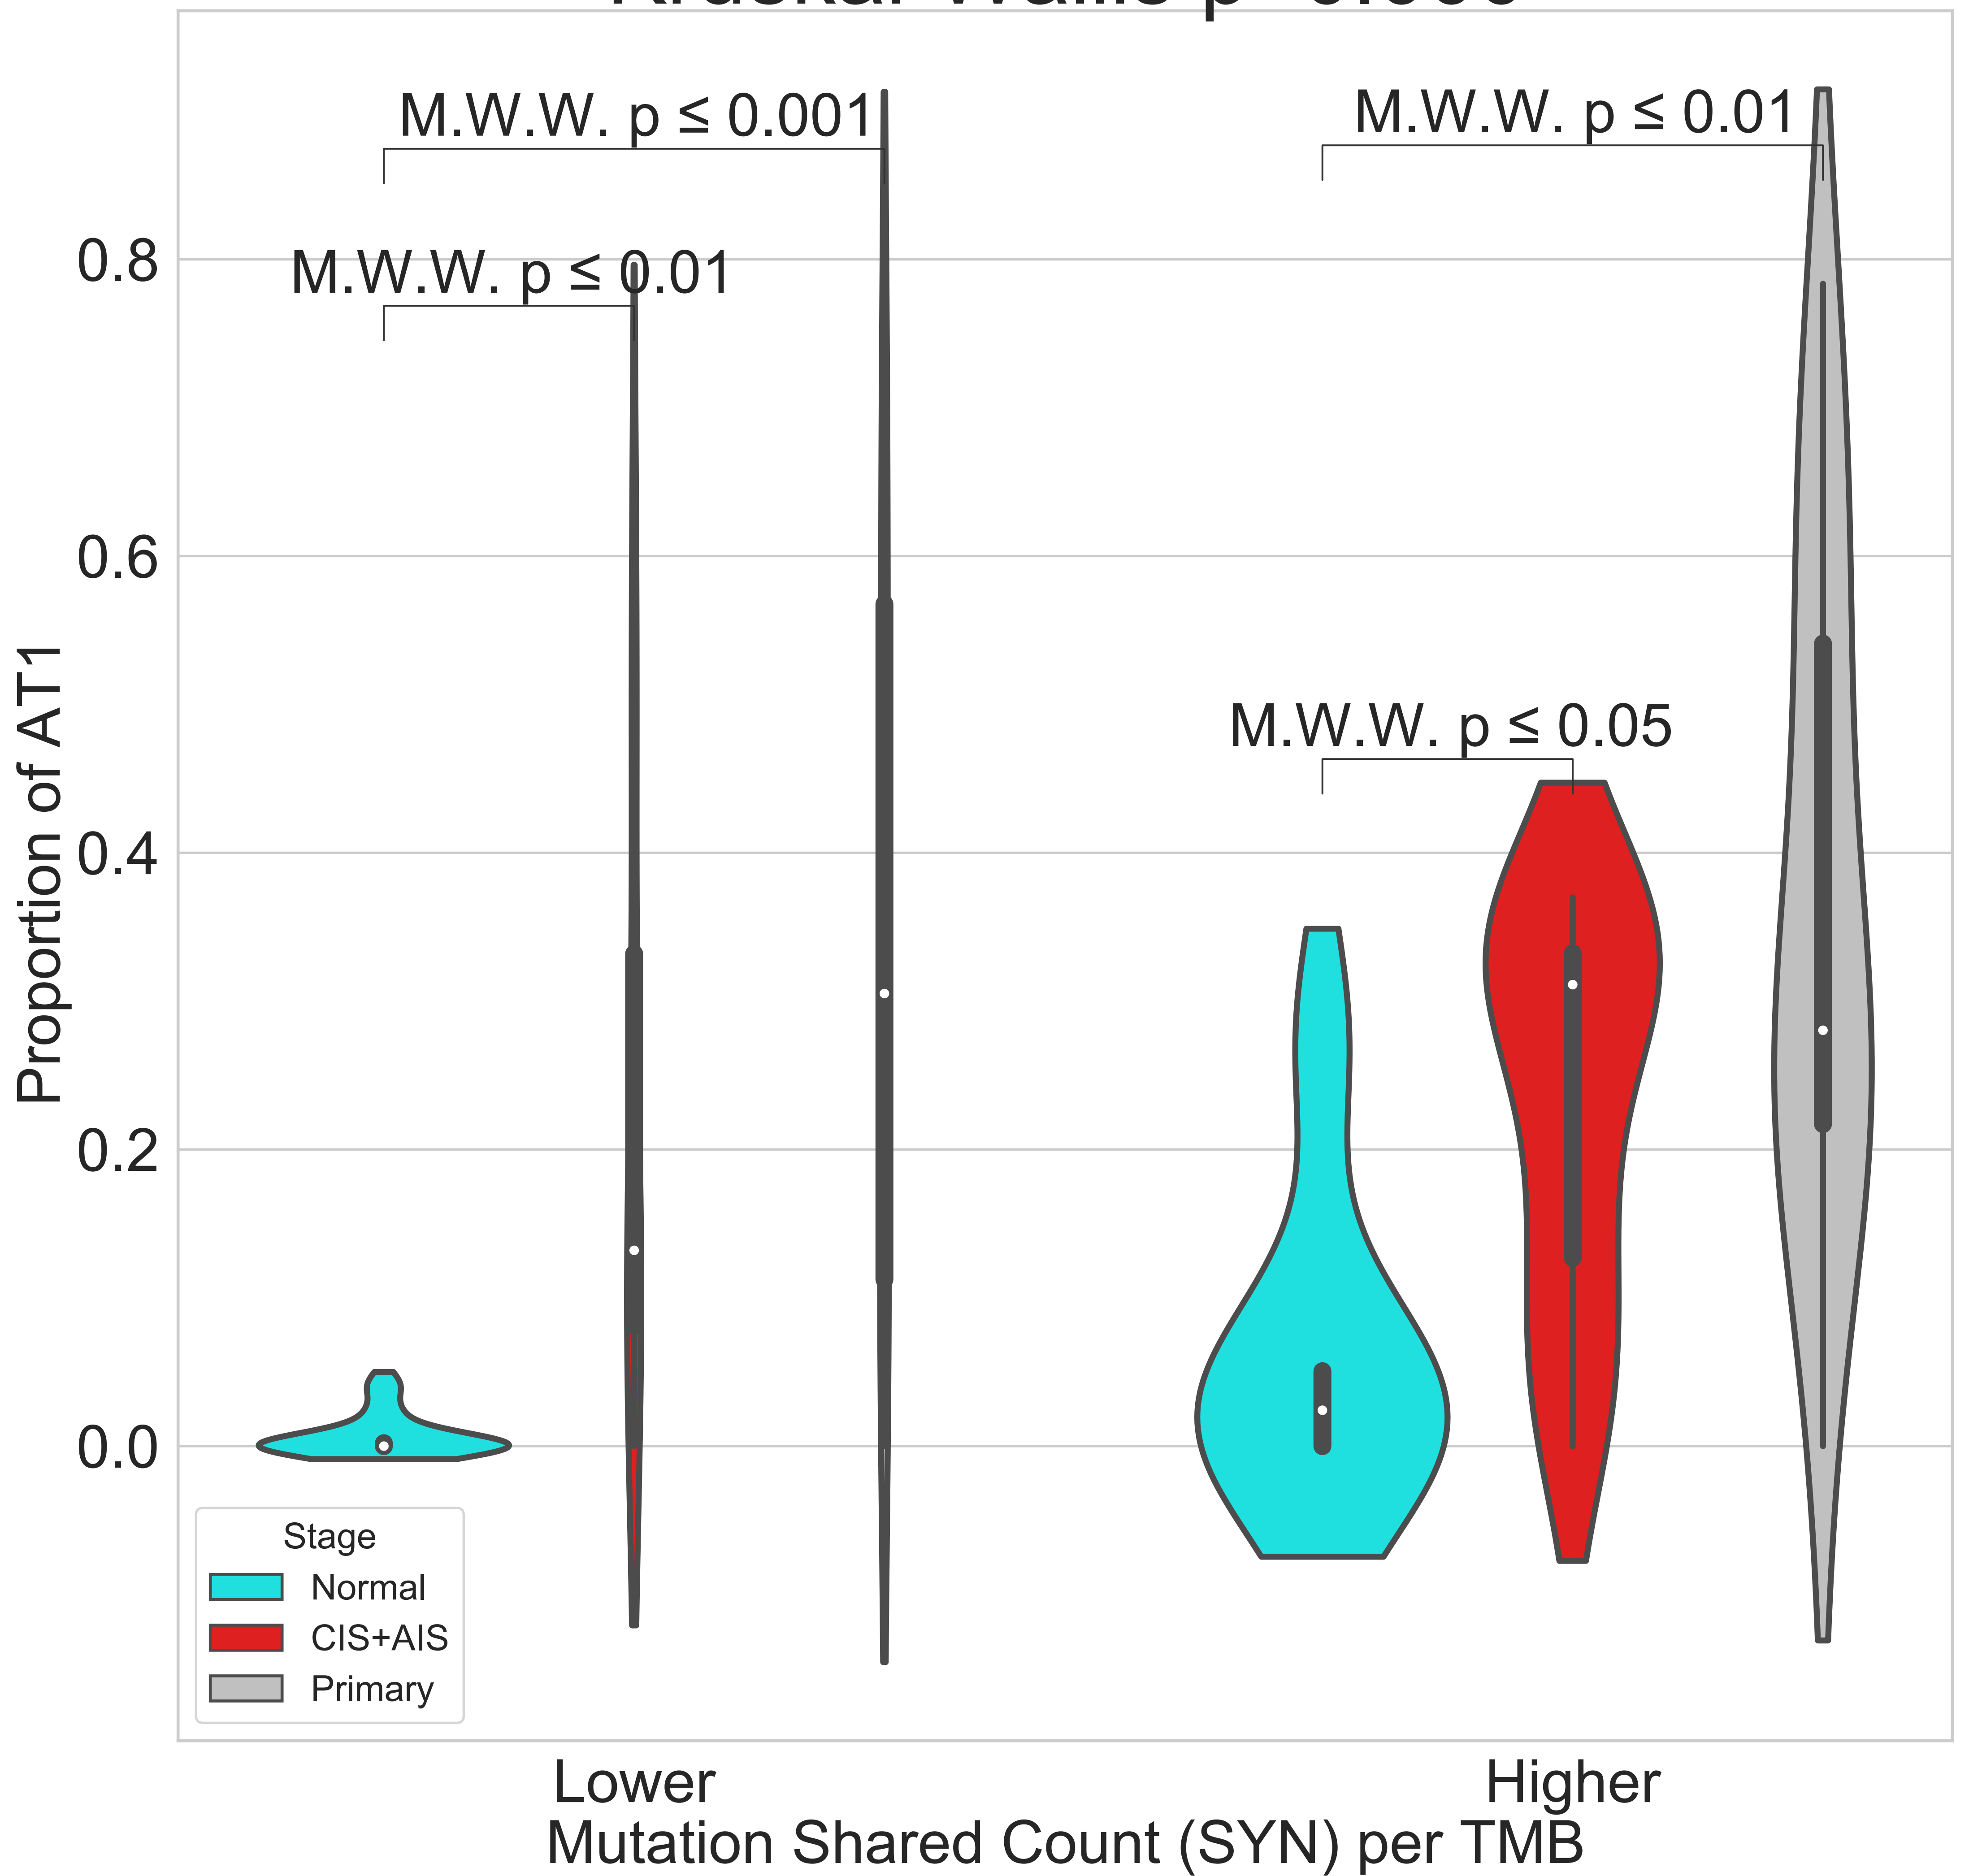 M.W.W. p ≤ 0.001
M.W.W. p ≤ 0.01
M.W.W. p ≤ 0.01
M.W.W. p ≤ 0.05
0.8
0.6
0.4
0.2
0.0
Proportion of AT1
Stage
Normal
CIS+AIS
Primary
Lower
Higher
Mutation Shared Count (SYN) per TMB